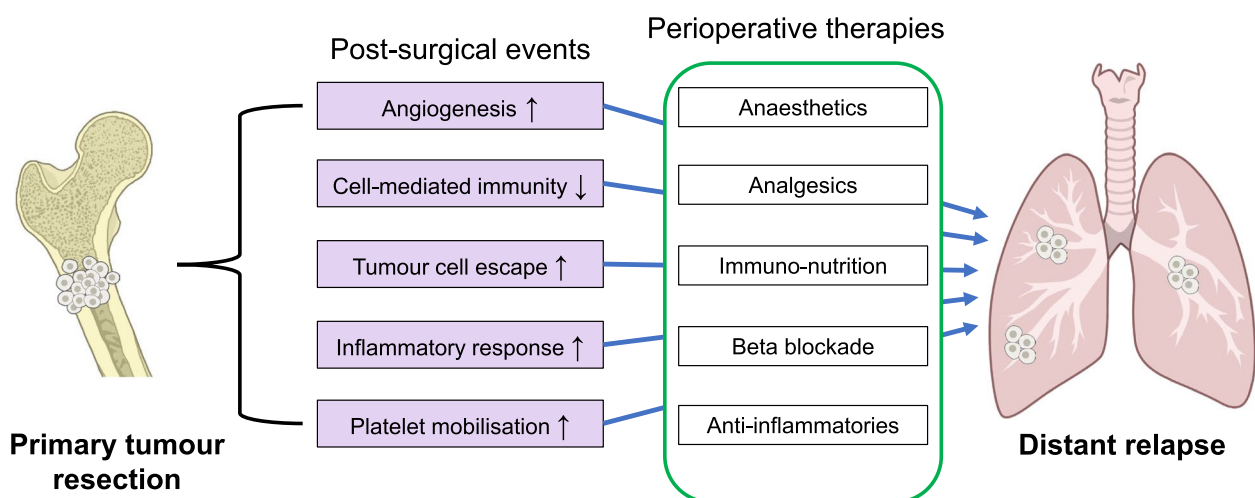 Post-surgical events
Perioperative therapies
Angiogenesis ↑
Cell-mediated immunity ↓
Tumour cell escape ↑
Inflammatory response ↑
Platelet mobilisation ↑
Anaesthetics
Analgesics
Immuno-nutrition
Beta blockade
Anti-inflammatories
Primary tumour
resection
Distant relapse